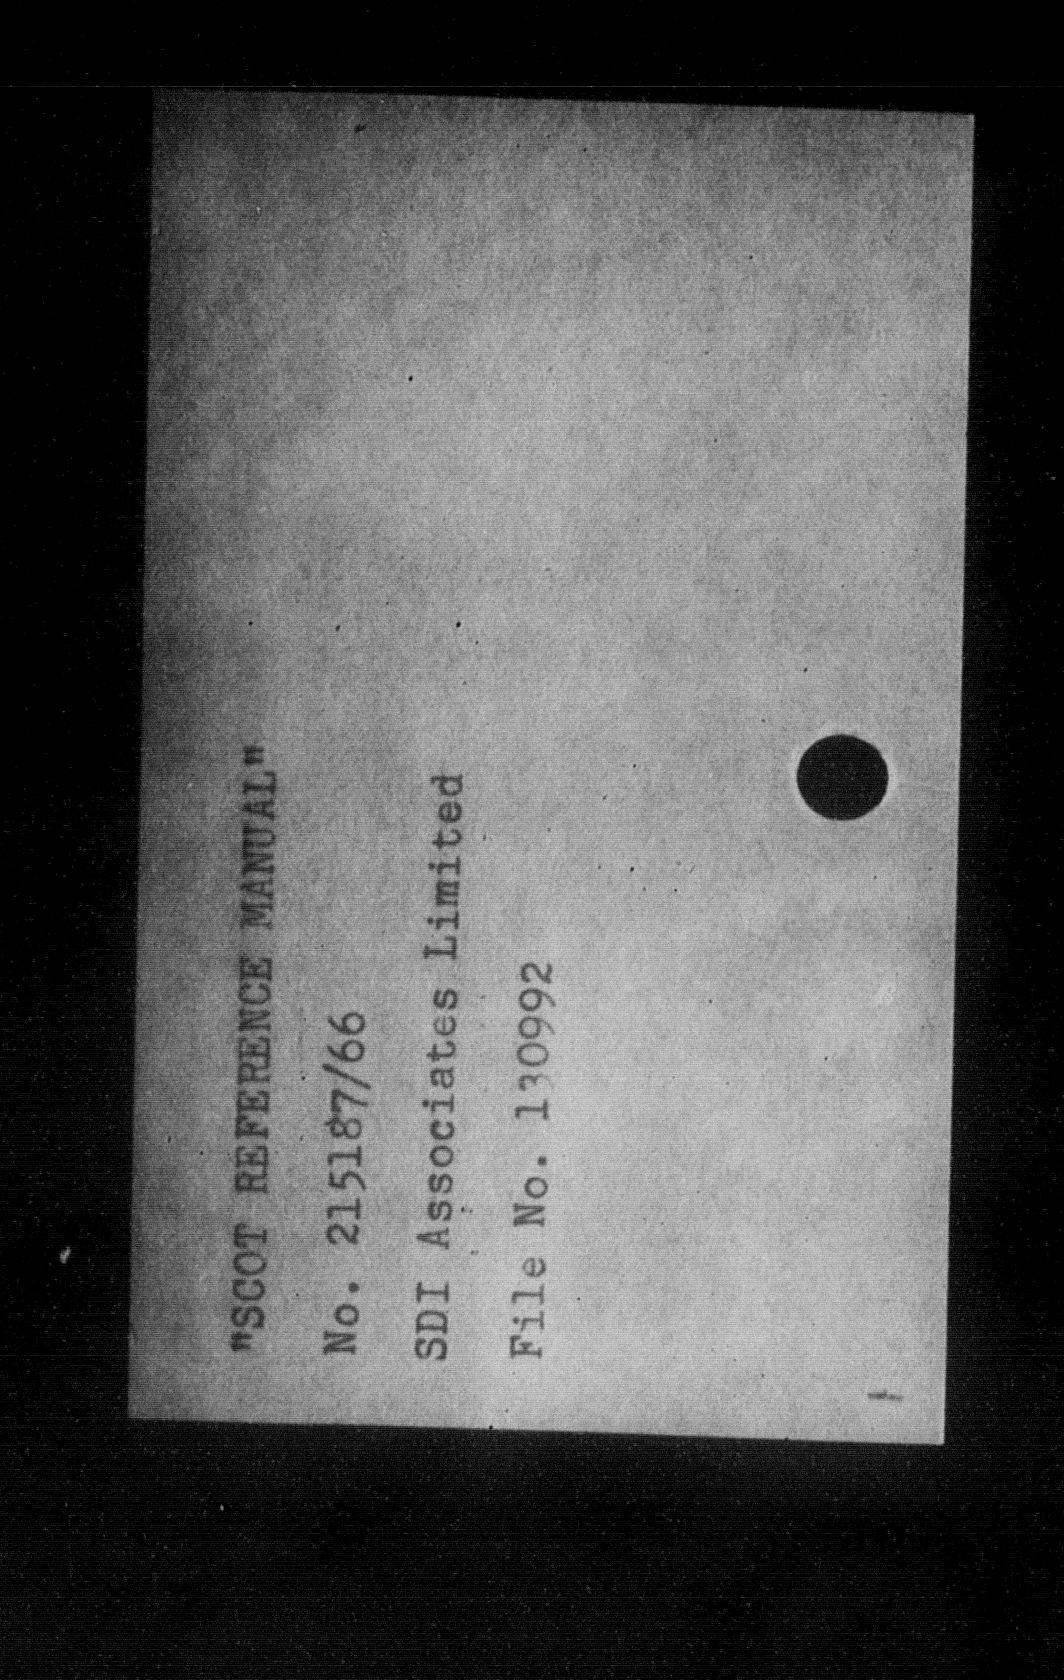 "SCOT REFERENCE MANUAL"
No. 215187/66
SDI Associates Limited
File No. 130992